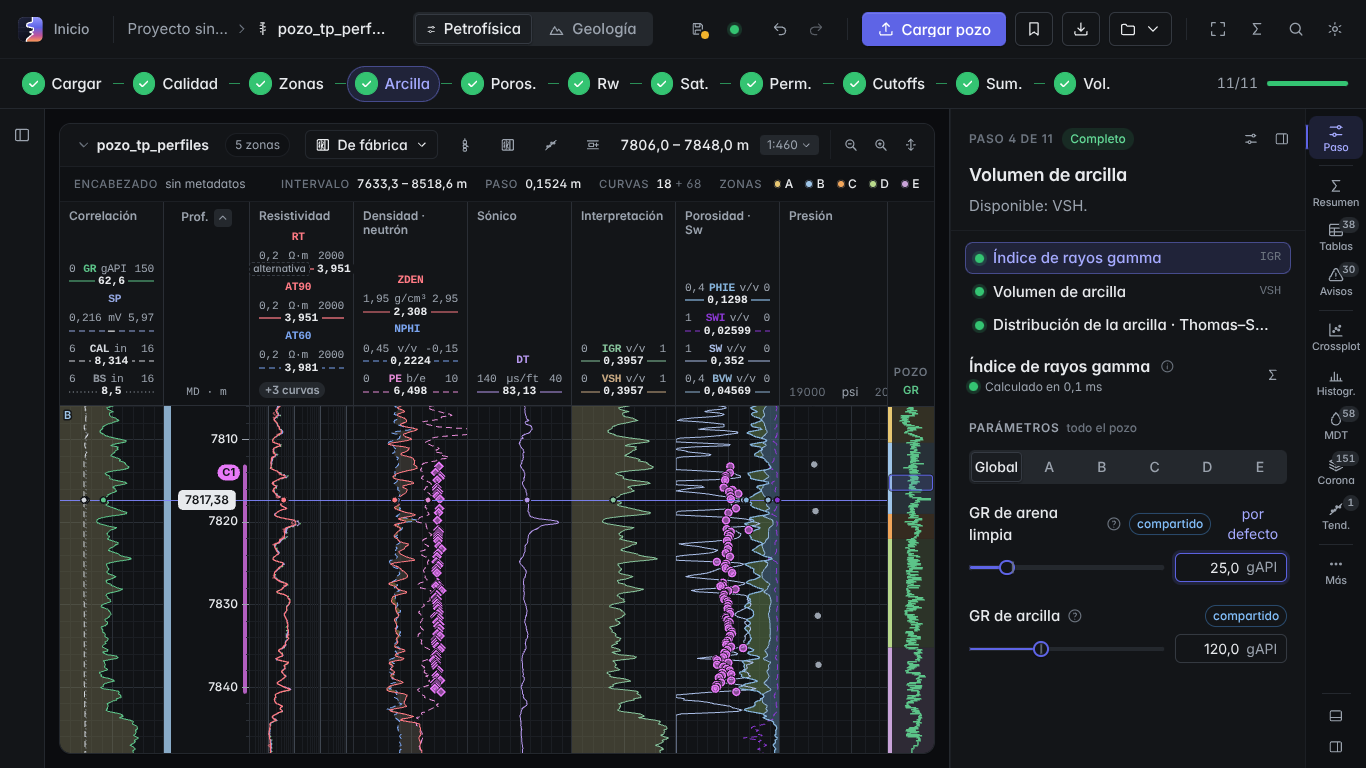 Inicio
Proyecto sin...
pozo_tp_perf...
Petrofísica
Geología
Cargar pozo
Cargar
Calidad
Zonas
Arcilla
Poros.
Rw
Sat.
Perm.
Cutoffs
Sum.
Vol.
11/11
pozo_tp_perfiles
5 zonas
De fábrica
7806,0 – 7848,0 m
1:460
ENCABEZADO sin metadatos
INTERVALO 7633,3 – 8518,6 m
PASO 0,1524 m
CURVAS 18 + 68
ZONAS A B C D E
Correlación
0 GR gAPI 150
62,6
SP
0,216 mV 5,97
6 CAL in 16
8,314
6 BS in 16
8,5
Prof.
MD · m
Resistividad
RT
0,2 Ω·m 2000
alternativa 3,951
AT90
0,2 Ω·m 2000
3,951
AT60
0,2 Ω·m 2000
3,981
+3 curvas
Densidad ·
neutrón
ZDEN
1,95 g/cm³ 2,95
2,308
NPHI
0,45 v/v -0,15
0,2224
0 PE b/e 10
6,498
Sónico
DT
140 µs/ft 40
83,13
Interpretación
0 IGR v/v 1
0,3957
0 VSH v/v 1
0,3957
Porosidad ·
Sw
0,4 PHIE v/v 0
0,1298
1 SWI v/v 0
0,02599
1 SW v/v 0
0,352
0,4 BVW v/v 0
0,04569
Presión
19000 psi 20
POZO
GR
B
7810
C1
7817,38
7820
7830
7840
PASO 4 DE 11
Completo
Volumen de arcilla
Disponible: VSH.
Índice de rayos gamma IGR
Volumen de arcilla VSH
Distribución de la arcilla · Thomas–S...
Índice de rayos gamma
Calculado en 0,1 ms
PARÁMETROS todo el pozo
Global A B C D E
GR de arena
limpia
compartido
por
defecto
25,0 gAPI
GR de arcilla
compartido
120,0 gAPI
Paso
Resumen
38
Tablas
30
Avisos
Crossplot
Histogr.
58
MDT
151
Corona
1
Tend.
Más